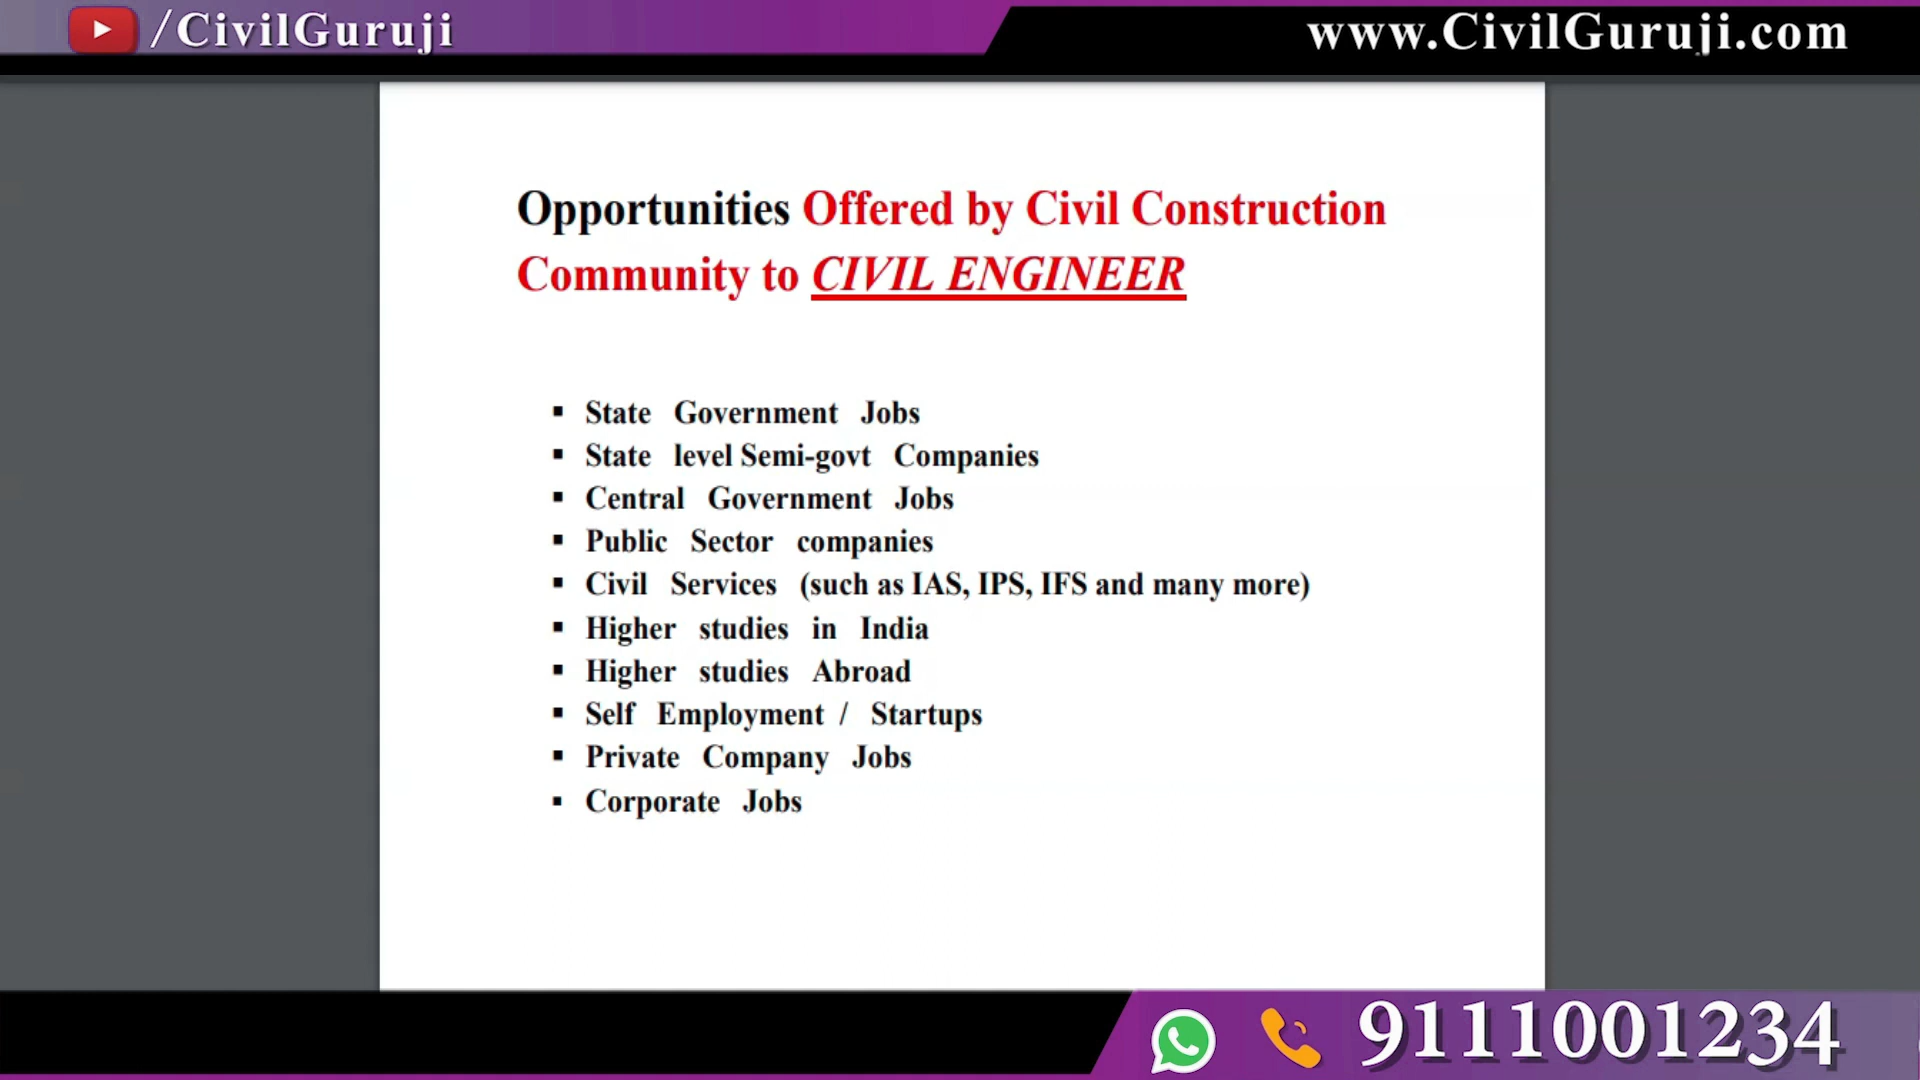 /CivilGuruji
www.CivilGuruji.com
Opportunities Offered by Civil Construction
Community to CIVIL ENGINEER
▪ State Government Jobs
▪ State level Semi-govt Companies
▪ Central Government Jobs
▪ Public Sector companies
▪ Civil Services (such as IAS, IPS, IFS and many more)
▪ Higher studies in India
▪ Higher studies Abroad
▪ Self Employment / Startups
▪ Private Company Jobs
▪ Corporate Jobs
9111001234